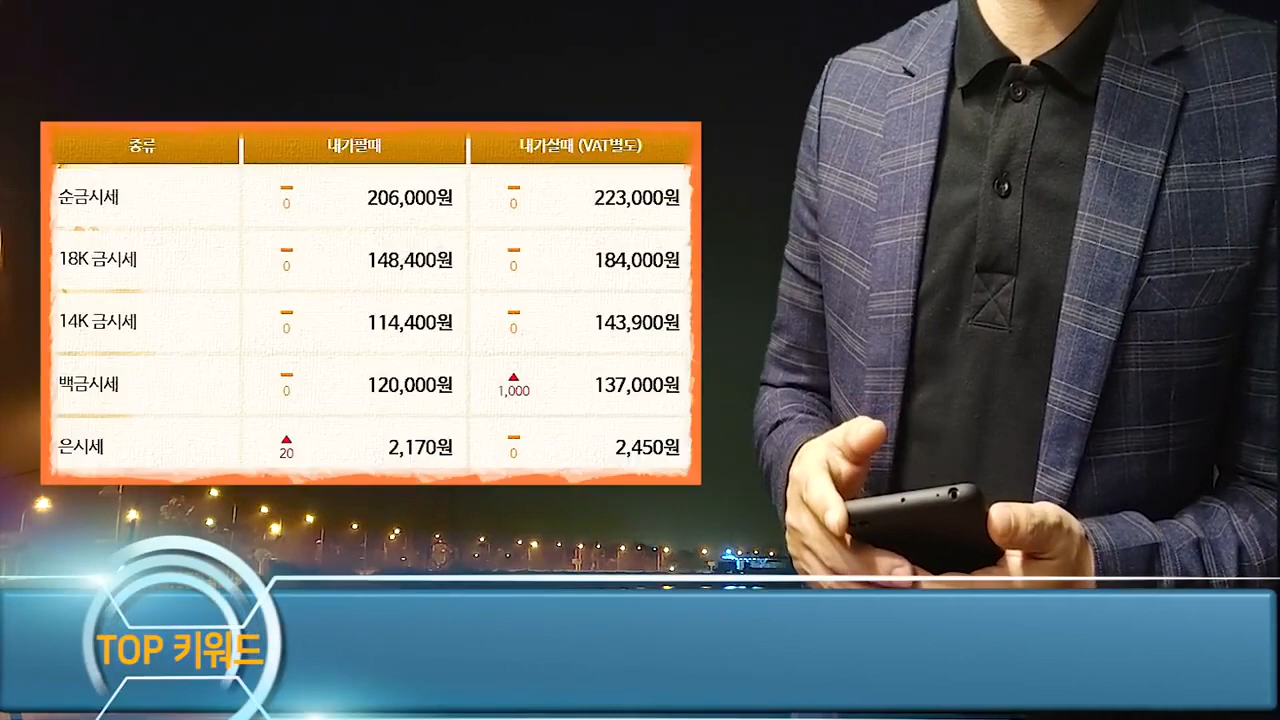 종류 내가팔때 내가살때 (VAT별도)
순금시세 0 206,000원 0 223,000원
18K 금시세 0 148,400원 0 184,000원
14K 금시세 0 114,400원 0 143,900원
백금시세 0 120,000원 ▲ 1,000 137,000원
은시세 ▲ 20 2,170원 0 2,450원
TOP 키워드